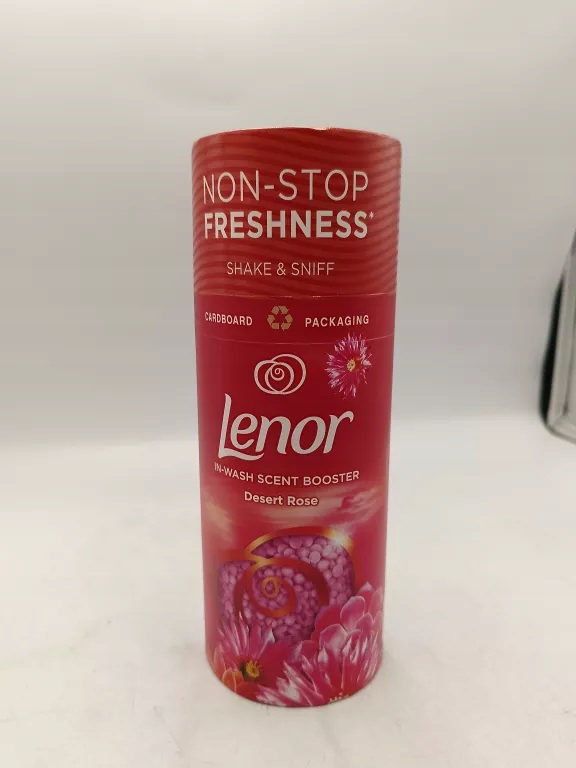 NON-STOP
FRESHNESS*
SHAKE & SNIFF
CARDBOARD PACKAGING
Lenor
IN-WASH SCENT BOOSTER
Desert Rose